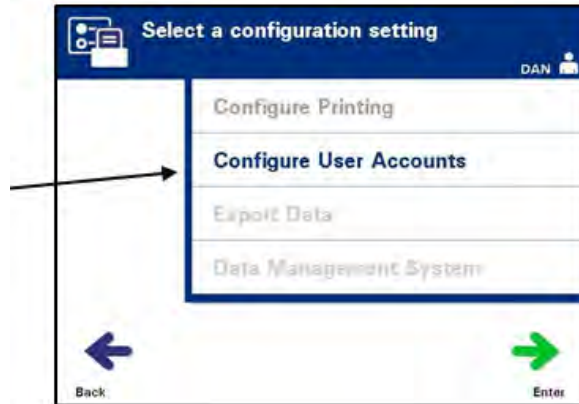 Select a configuration setting
DAN
Configure Printing
Configure User Accounts
Export Data
Data Management System
Back
Enter